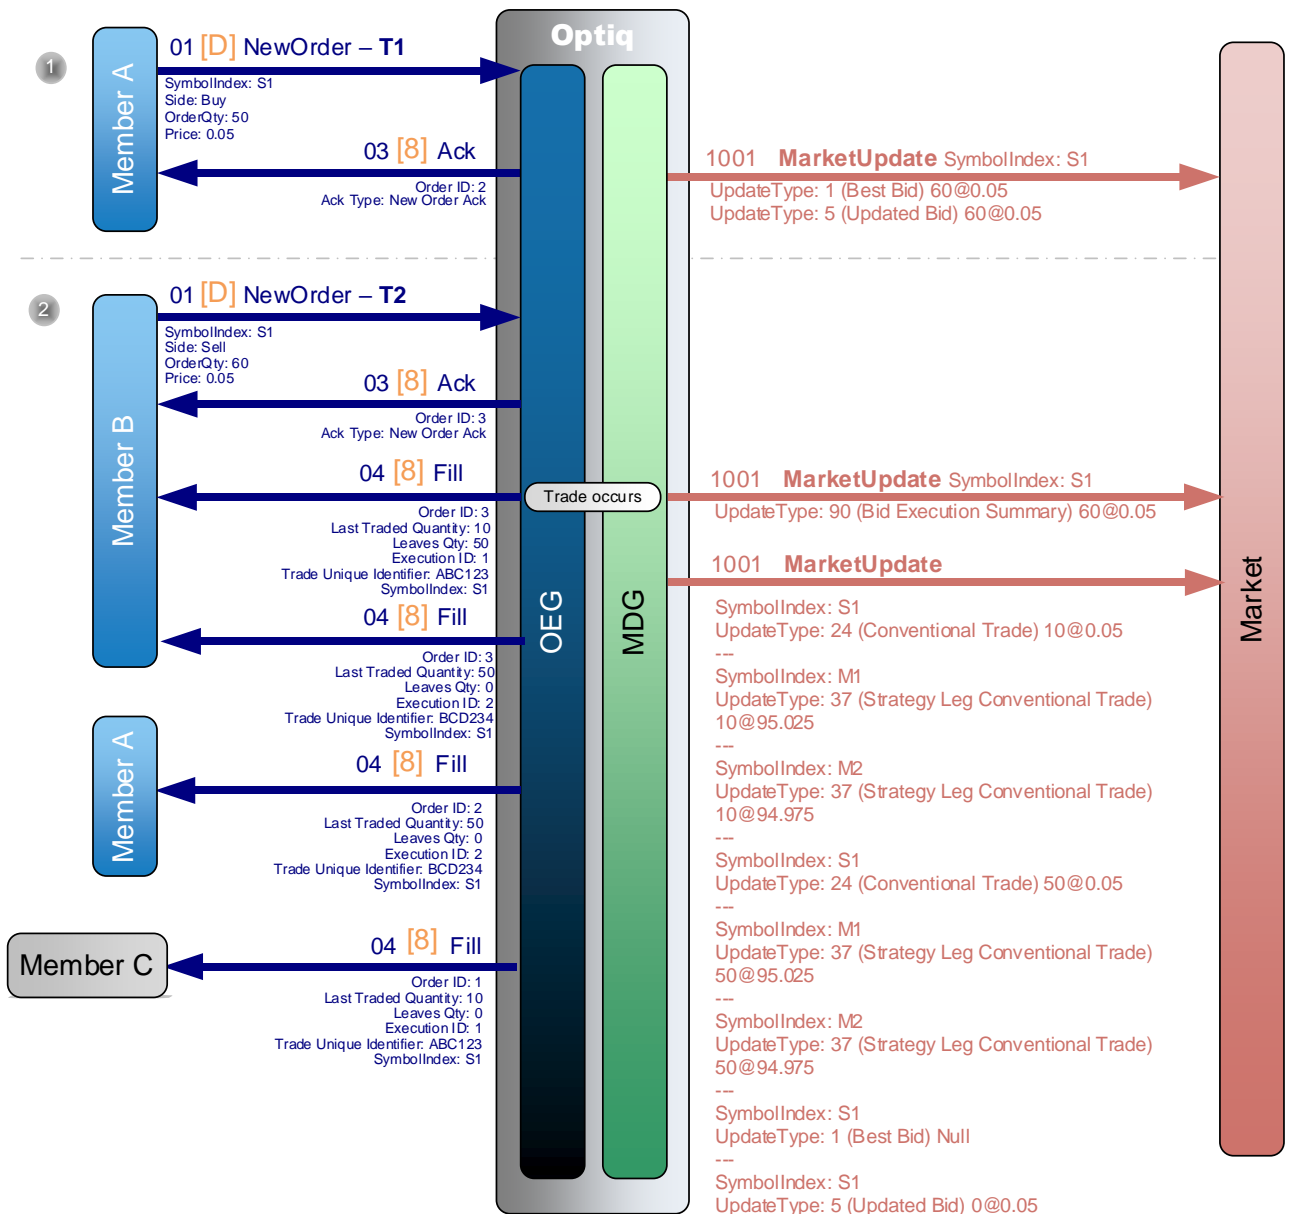 Optiq
1
Member A
01 [D] NewOrder – T1
SymbolIndex: S1
Side: Buy
OrderQty: 50
Price: 0.05
03 [8] Ack
Order ID: 2
Ack Type: New Order Ack
1001 MarketUpdate SymbolIndex: S1
UpdateType: 1 (Best Bid) 60@0.05
UpdateType: 5 (Updated Bid) 60@0.05
2
Member B
01 [D] NewOrder – T2
SymbolIndex: S1
Side: Sell
OrderQty: 60
Price: 0.05
03 [8] Ack
Order ID: 3
Ack Type: New Order Ack
04 [8] Fill
Order ID: 3
Last Traded Quantity: 10
Leaves Qty: 50
Execution ID: 1
Trade Unique Identifier: ABC123
SymbolIndex: S1
04 [8] Fill
Order ID: 3
Last Traded Quantity: 50
Leaves Qty: 0
Execution ID: 2
Trade Unique Identifier: BCD234
SymbolIndex: S1
Member A
04 [8] Fill
Order ID: 2
Last Traded Quantity: 50
Leaves Qty: 0
Execution ID: 2
Trade Unique Identifier: BCD234
SymbolIndex: S1
Member C
04 [8] Fill
Order ID: 1
Last Traded Quantity: 10
Leaves Qty: 0
Execution ID: 1
Trade Unique Identifier: ABC123
SymbolIndex: S1
Trade occurs
OEG
MDG
1001 MarketUpdate SymbolIndex: S1
UpdateType: 90 (Bid Execution Summary) 60@0.05
1001 MarketUpdate
SymbolIndex: S1
UpdateType: 24 (Conventional Trade) 10@0.05
---
SymbolIndex: M1
UpdateType: 37 (Strategy Leg Conventional Trade)
10@95.025
---
SymbolIndex: M2
UpdateType: 37 (Strategy Leg Conventional Trade)
10@94.975
---
SymbolIndex: S1
UpdateType: 24 (Conventional Trade) 50@0.05
---
SymbolIndex: M1
UpdateType: 37 (Strategy Leg Conventional Trade)
50@95.025
---
SymbolIndex: M2
UpdateType: 37 (Strategy Leg Conventional Trade)
50@94.975
---
SymbolIndex: S1
UpdateType: 1 (Best Bid) Null
---
SymbolIndex: S1
UpdateType: 5 (Updated Bid) 0@0.05
Market